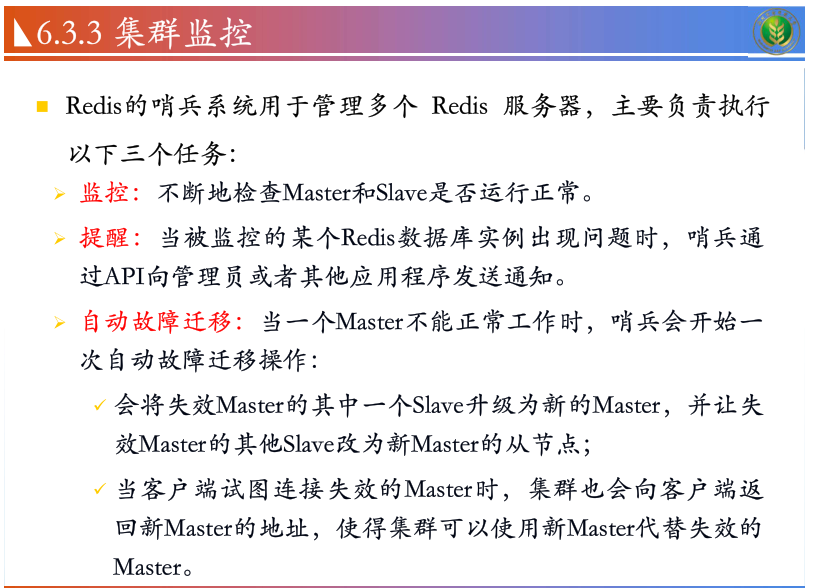 6.3.3 集群监控
Redis的哨兵系统用于管理多个 Redis 服务器，主要负责执行
以下三个任务：
监控：不断地检查Master和Slave是否运行正常。
提醒：当被监控的某个Redis数据库实例出现问题时，哨兵通
过API向管理员或者其他应用程序发送通知。
自动故障迁移：当一个Master不能正常工作时，哨兵会开始一
次自动故障迁移操作：
会将失效Master的其中一个Slave升级为新的Master，并让失
效Master的其他Slave改为新Master的从节点；
当客户端试图连接失效的Master时，集群也会向客户端返
回新Master的地址，使得集群可以使用新Master代替失效的
Master。